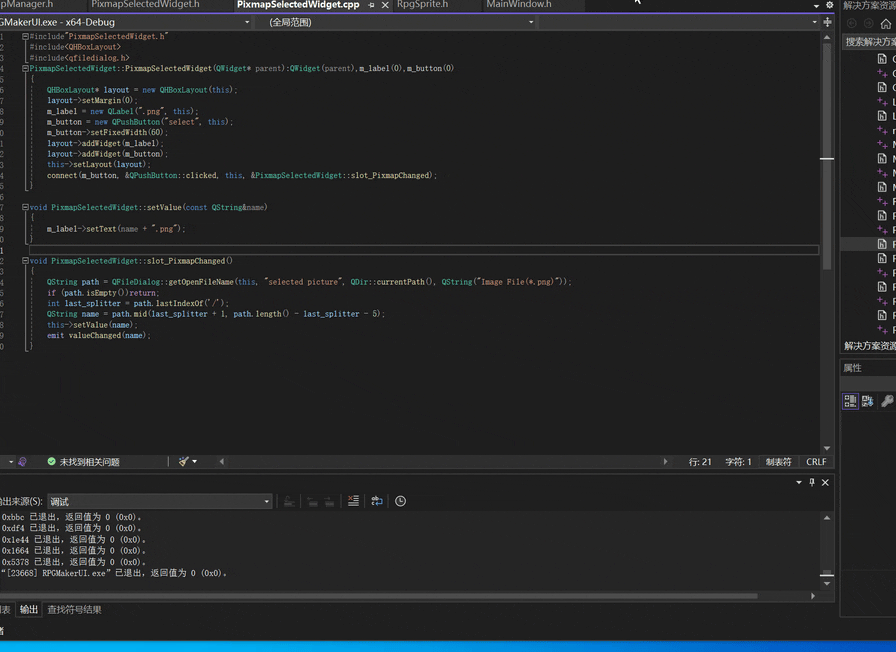 pManager.h PixmapSelectedWidget.h PixmapSelectedWidget.cpp RpgSprite.h MainWindow.h
GMakerUI.exe - x64-Debug (全局范围)
#include"PixmapSelectedWidget.h"
#include<QHBoxLayout>
#include<qfiledialog.h>
PixmapSelectedWidget::PixmapSelectedWidget(QWidget* parent):QWidget(parent),m_label(0),m_button(0)
{
QHBoxLayout* layout = new QHBoxLayout(this);
layout->setMargin(0);
m_label = new QLabel(".png", this);
m_button = new QPushButton("select", this);
m_button->setFixedWidth(60);
layout->addWidget(m_label);
layout->addWidget(m_button);
this->setLayout(layout);
connect(m_button, &QPushButton::clicked, this, &PixmapSelectedWidget::slot_PixmapChanged);
}
void PixmapSelectedWidget::setValue(const QString&name)
{
m_label->setText(name + ".png");
}
void PixmapSelectedWidget::slot_PixmapChanged()
{
QString path = QFileDialog::getOpenFileName(this, "selected picture", QDir::currentPath(), QString("Image File(*.png)"));
if (path.isEmpty())return;
int last_splitter = path.lastIndexOf('/');
QString name = path.mid(last_splitter + 1, path.length() - last_splitter - 5);
this->setValue(name);
emit valueChanged(name);
}
未找到相关问题 行: 21 字符: 1 制表符 CRLF
出来源(S): 调试
0xbbc 已退出，返回值为 0 (0x0)。
0xdf4 已退出，返回值为 0 (0x0)。
0x1e44 已退出，返回值为 0 (0x0)。
0x1664 已退出，返回值为 0 (0x0)。
0x5378 已退出，返回值为 0 (0x0)。
“[23668] RPGMakerUI.exe”已退出，返回值为 0 (0x0)。
列表 输出 查找符号结果
解决方案资源
搜索解决方案
解决方案资源
属性